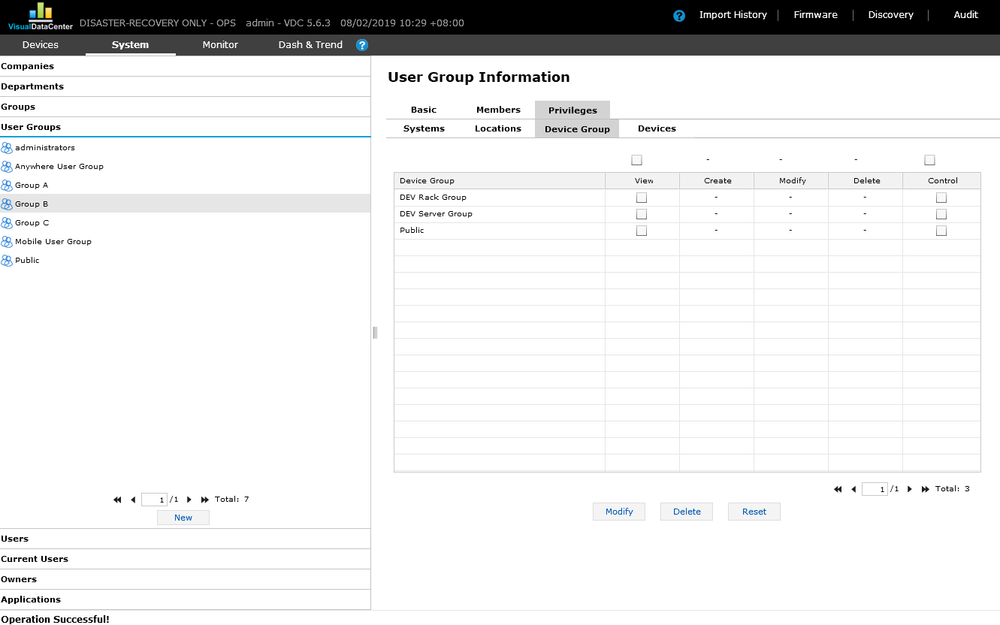 VisualDataCenter DISASTER-RECOVERY ONLY - OPS admin - VDC 5.6.3 08/02/2019 10:29 +08:00 ? Import History Firmware Discovery Audit
Devices System Monitor Dash & Trend ?
Companies
Departments
Groups
User Groups
administrators
Anywhere User Group
Group A
Group B
Group C
Mobile User Group
Public
1 /1 Total: 7
New
Users
Current Users
Owners
Applications
Operation Successful!
User Group Information
Basic Members Privileges
Systems Locations Device Group Devices
- - -
Device Group View Create Modify Delete Control
DEV Rack Group - - -
DEV Server Group - - -
Public - - -
1 /1 Total: 3
Modify Delete Reset